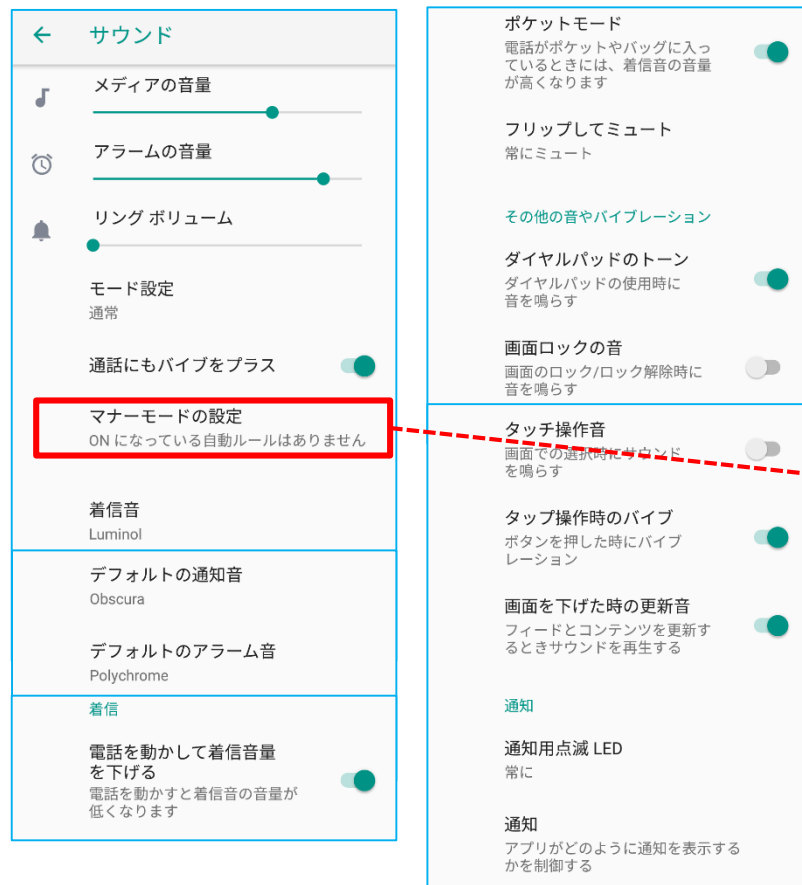 サウンド
メディアの音量
アラームの音量
リング ボリューム
モード設定
通常
通話にもバイブをプラス
マナーモードの設定
ON になっている自動ルールはありません
着信音
Luminol
デフォルトの通知音
Obscura
デフォルトのアラーム音
Polychrome
着信
電話を動かして着信音量
を下げる
電話を動かすと着信音の音量が
低くなります
ポケットモード
電話がポケットやバッグに入っ
ているときには、着信音の音量
が高くなります
フリップしてミュート
常にミュート
その他の音やバイブレーション
ダイヤルパッドのトーン
ダイヤルパッドの使用時に
音を鳴らす
画面ロックの音
画面のロック/ロック解除時に
音を鳴らす
タッチ操作音
画面での選択時にサウンド
を鳴らす
タップ操作時のバイブ
ボタンを押した時にバイブ
レーション
画面を下げた時の更新音
フィードとコンテンツを更新す
るときサウンドを再生する
通知
通知用点滅 LED
常に
通知
アプリがどのように通知を表示する
かを制御する